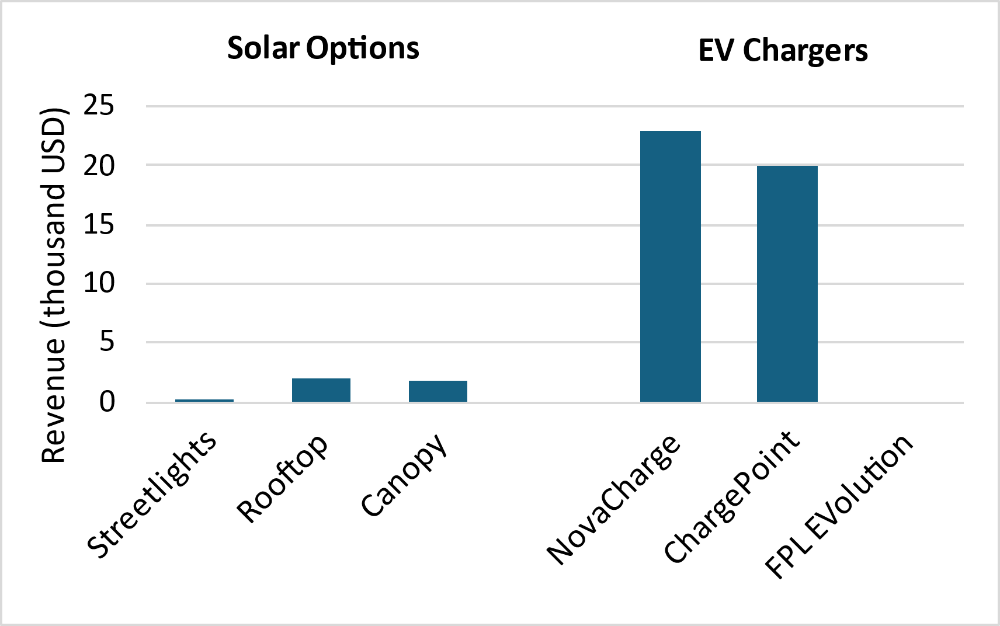 Solar Options
EV Chargers
Revenue (thousand USD)
25
20
15
10
5
0
Streetlights
Rooftop
Canopy
NovaCharge
ChargePoint
FPL EVolution